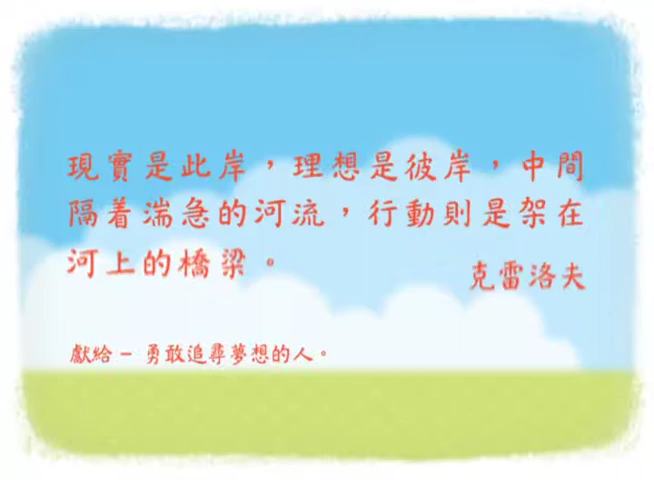 現實是此岸，理想是彼岸，中間
隔着湍急的河流，行動則是架在
河上的橋梁。
克雷洛夫
獻給－勇敢追尋夢想的人。